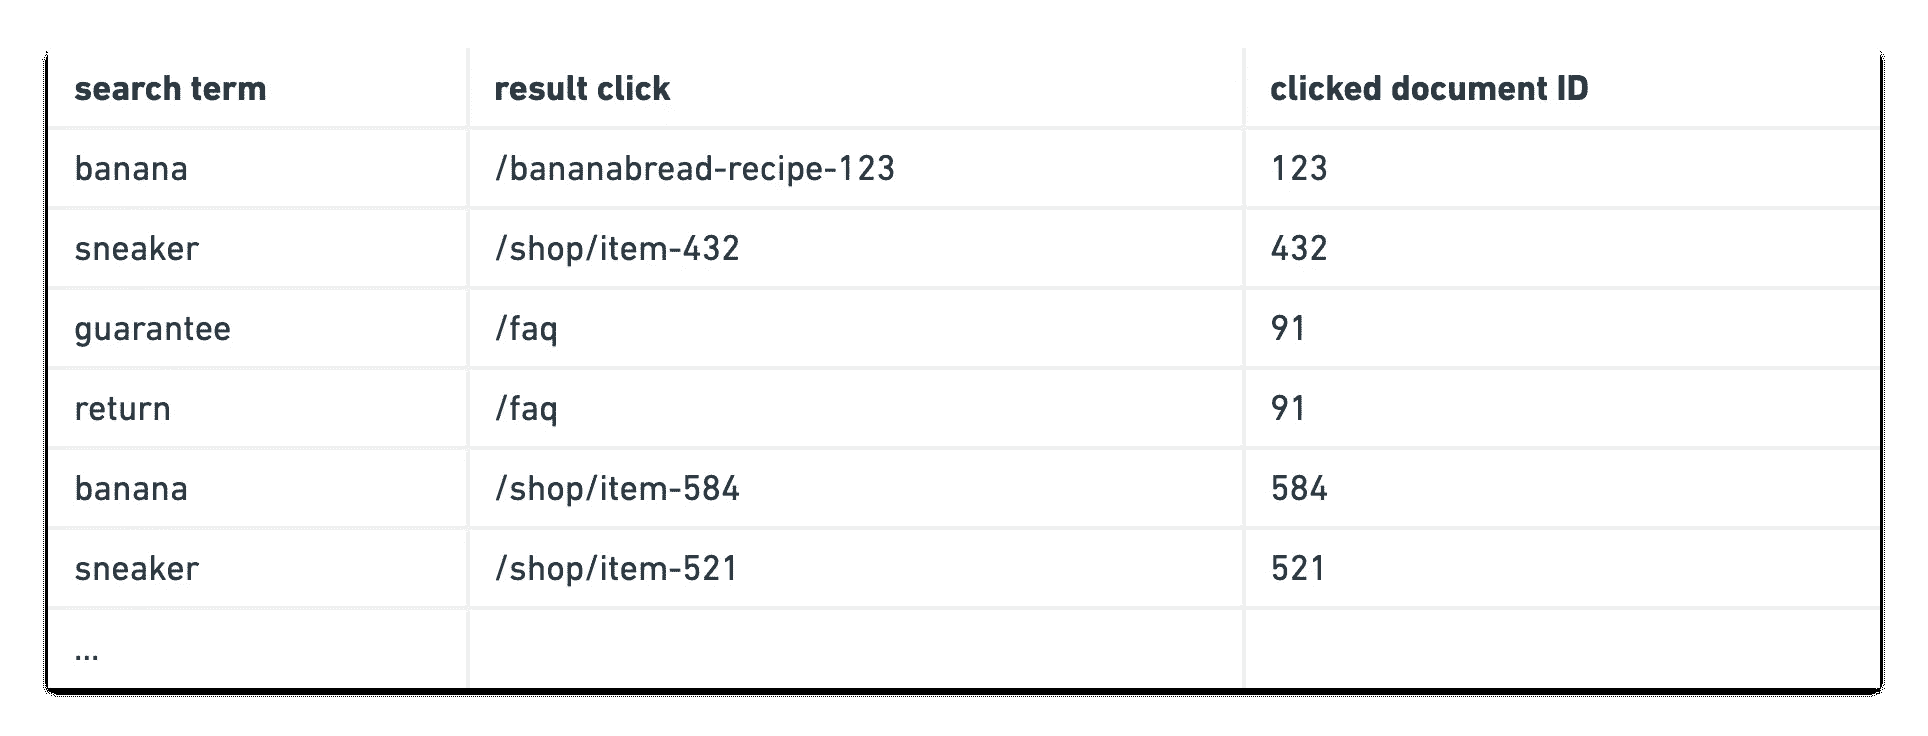 search term result click clicked document ID
banana /bananabread-recipe-123 123
sneaker /shop/item-432 432
guarantee /faq 91
return /faq 91
banana /shop/item-584 584
sneaker /shop/item-521 521
...